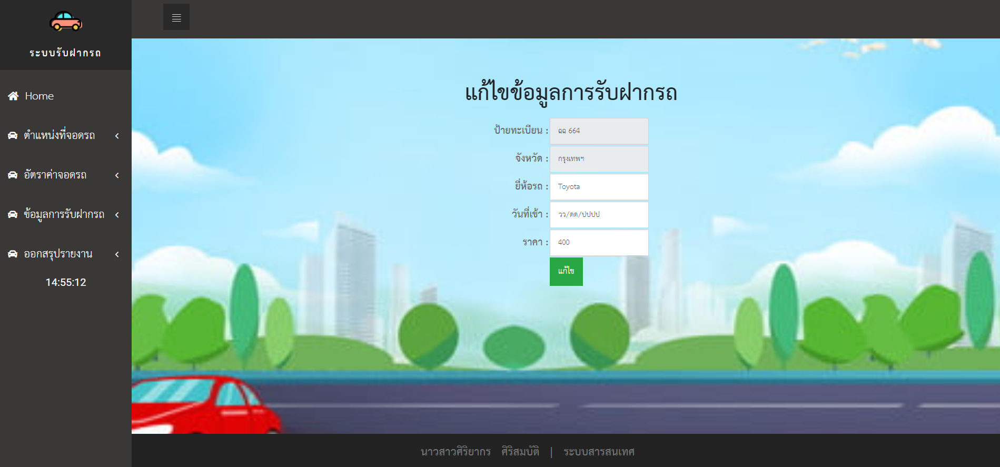 ระบบรับฝากรถ
Home
ตำแหน่งที่จอดรถ
อัตราค่าจอดรถ
ข้อมูลการรับฝากรถ
ออกสรุปรายงาน
14:55:12
แก้ไขข้อมูลการรับฝากรถ
ป้ายทะเบียน : ฉฉ 664
จังหวัด : กรุงเทพฯ
ยี่ห้อรถ : Toyota
วันที่เข้า : วว/ดด/ปปปป
ราคา : 400
แก้ไข
นาวสาวศิริยากร ศิริสมบัติ | ระบบสารสนเทศ